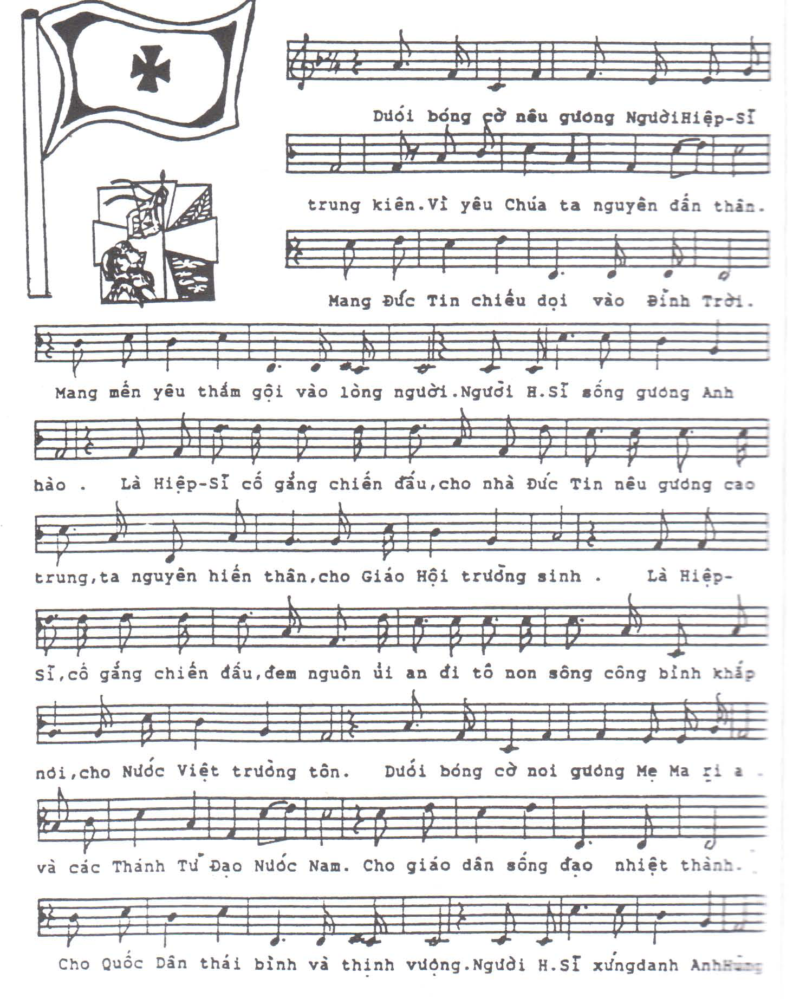 Dưới bóng cờ nêu gương NgườiHiệp-Sĩ
trung kiên.Vì yêu Chúa ta nguyên dấn thân.
Mang Đức Tin chiếu dọi vào Đỉnh Trời.
Mang mến yêu thắm gội vào lòng người.Người H.Sĩ sống gương Anh
hào . Là Hiệp-Sĩ cố gắng chiến đấu,cho nhà Đức Tin nêu gương cao
trung,ta nguyên hiến thân,cho Giáo Hội trường sinh . Là Hiệp-
Sĩ,cố gắng chiến đấu,đem nguôn ủi an đi tô non sông công bình khắp
nơi,cho Nước Việt trường tôn. Dưới bóng cờ noi gương Mẹ Ma ri a .
và các Thánh Tử Đạo Nước Nam. Cho giáo dân sống đạo nhiệt thành.
Cho Quốc Dân thái bình và thịnh vượng.Người H.Sĩ xứngdanh AnhHùng